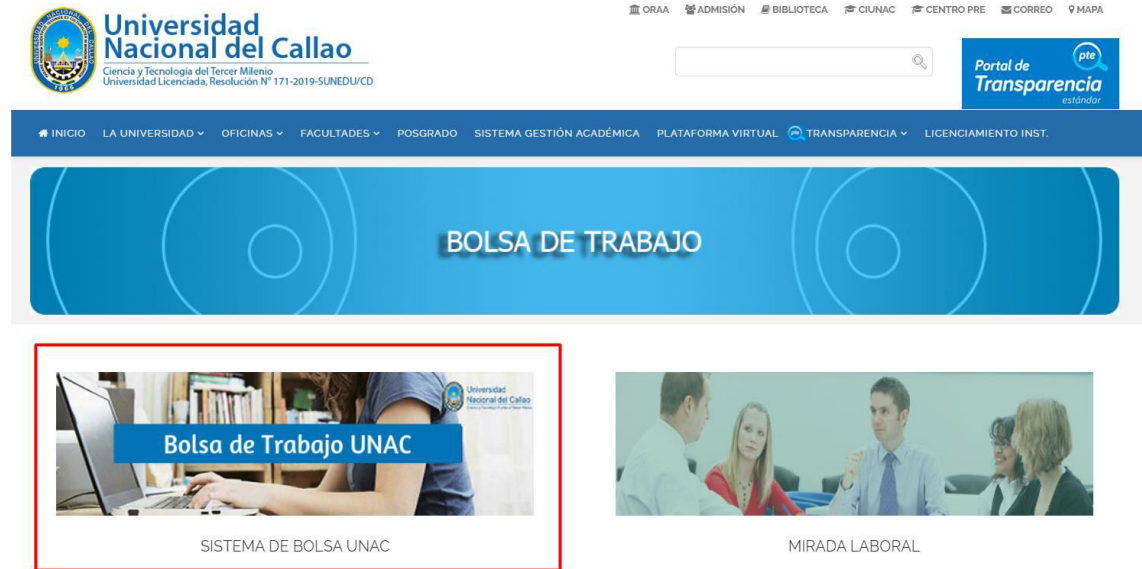 ORAA ADMISIÓN BIBLIOTECA CIUNAC CENTRO PRE CORREO MAPA
Universidad
Nacional del Callao
Ciencia y Tecnología del Tercer Milenio
Universidad Licenciada, Resolución N° 171-2019-SUNEDU/CD
Portal de
Transparencia
estándar
pte
INICIO LA UNIVERSIDAD OFICINAS FACULTADES POSGRADO SISTEMA GESTIÓN ACADÉMICA PLATAFORMA VIRTUAL TRANSPARENCIA LICENCIAMIENTO INST.
BOLSA DE TRABAJO
Universidad
Nacional del Callao
Bolsa de Trabajo UNAC
SISTEMA DE BOLSA UNAC
MIRADA LABORAL